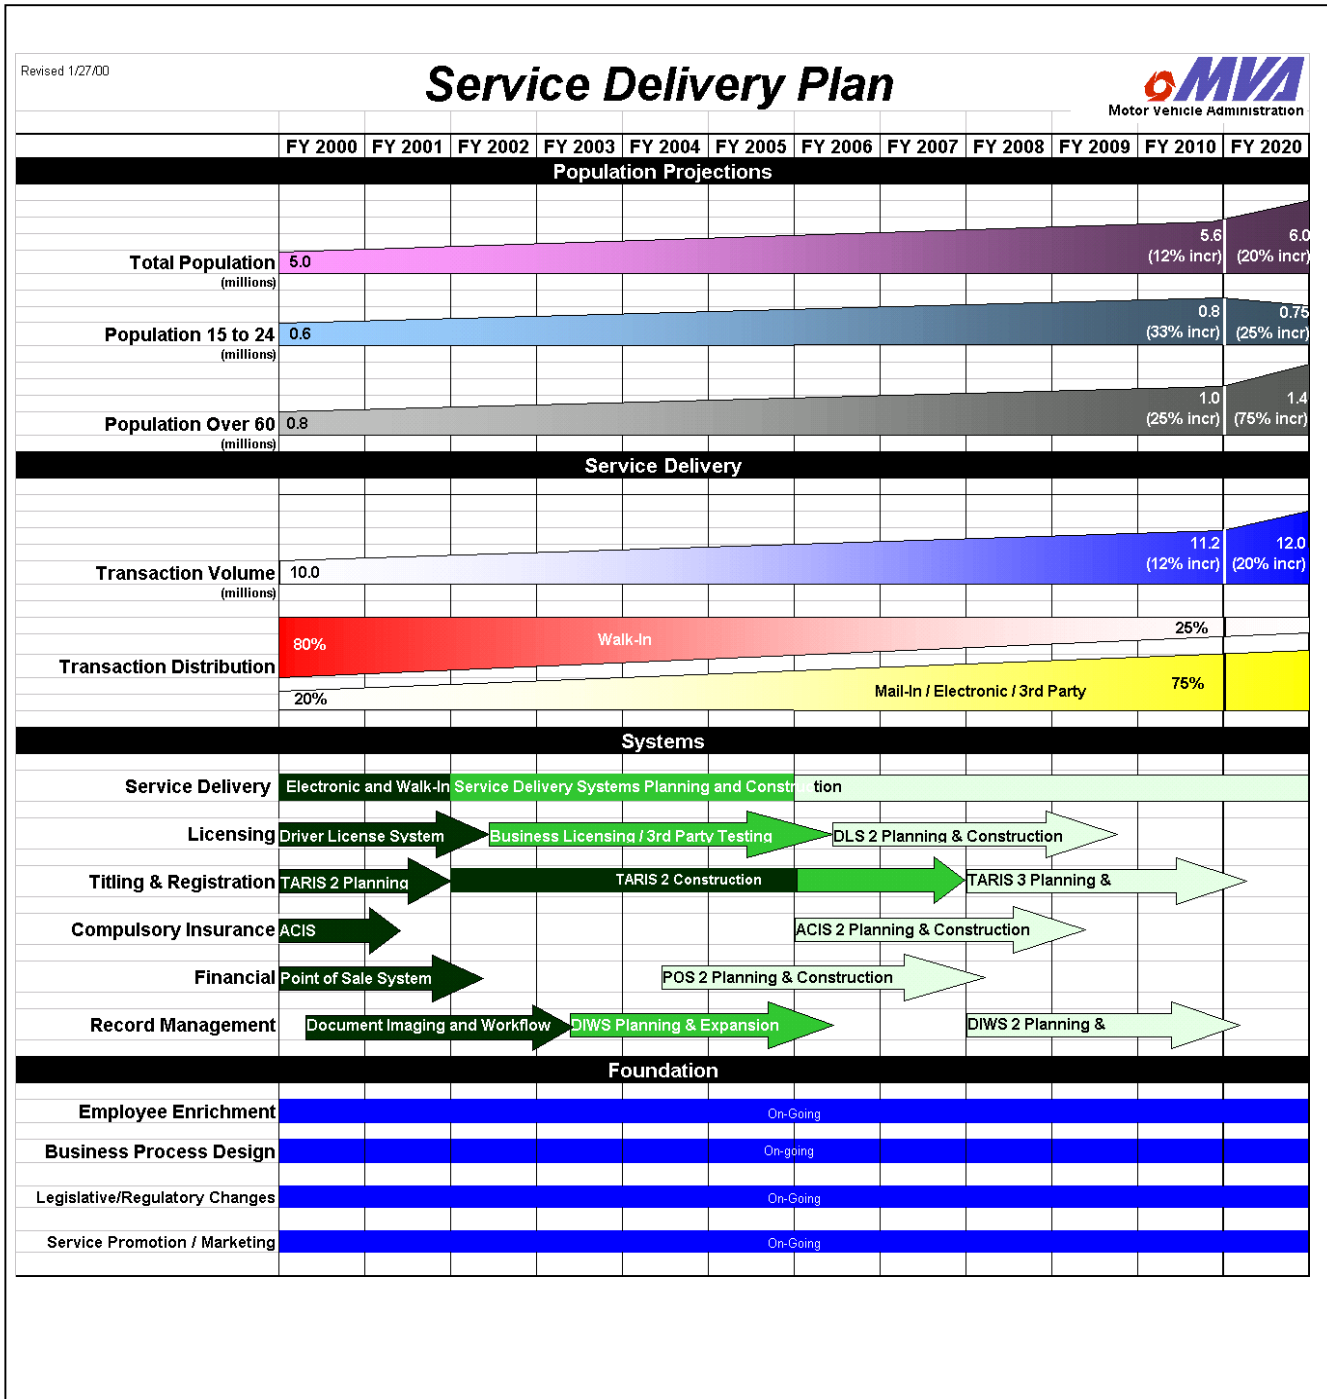 Revised 1/27/00
Service Delivery Plan
MVA
Motor Vehicle Administration
FY 2000 FY 2001 FY 2002 FY 2003 FY 2004 FY 2005 FY 2006 FY 2007 FY 2008 FY 2009 FY 2010 FY 2020
Population Projections
Total Population 5.0 5.6 6.0
(millions) (12% incr) (20% incr)
Population 15 to 24 0.6 0.8 0.75
(millions) (33% incr) (25% incr)
Population Over 60 0.8 1.0 1.4
(millions) (25% incr) (75% incr)
Service Delivery
Transaction Volume 10.0 11.2 12.0
(millions) (12% incr) (20% incr)
Transaction Distribution
80% Walk-In 25%
20% Mail-In / Electronic / 3rd Party 75%
Systems
Service Delivery Electronic and Walk-In Service Delivery Systems Planning and Construction
Licensing Driver License System Business Licensing / 3rd Party Testing DLS 2 Planning & Construction
Titling & Registration TARIS 2 Planning TARIS 2 Construction TARIS 3 Planning &
Compulsory Insurance ACIS ACIS 2 Planning & Construction
Financial Point of Sale System POS 2 Planning & Construction
Record Management Document Imaging and Workflow DIWS Planning & Expansion DIWS 2 Planning &
Foundation
Employee Enrichment On-Going
Business Process Design On-going
Legislative/Regulatory Changes On-Going
Service Promotion / Marketing On-Going